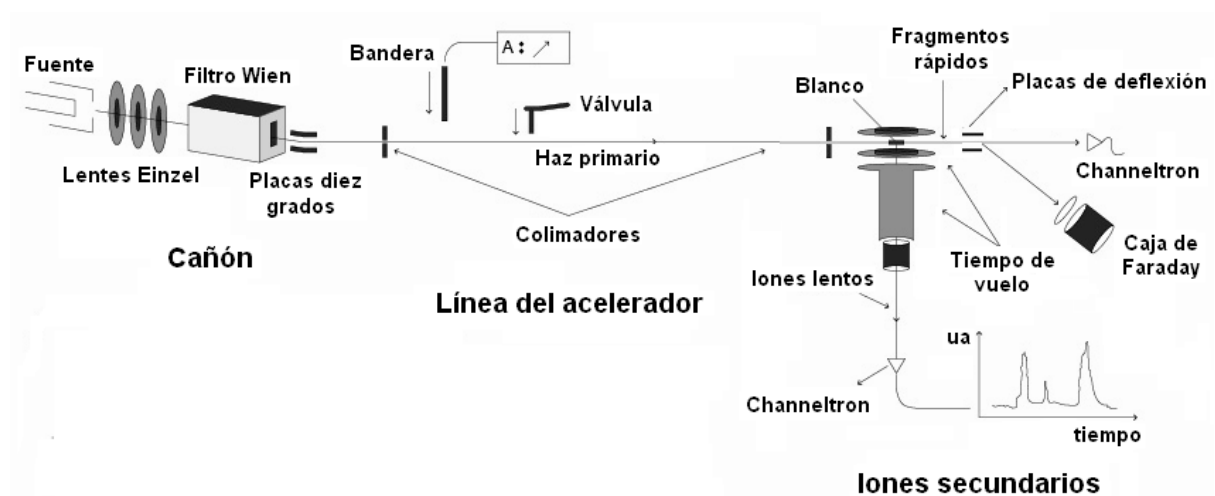 Fuente
Lentes Einzel
Filtro Wien
Placas diez
grados
Cañón
Bandera
A:
Válvula
Haz primario
Colimadores
Línea del acelerador
Blanco
Fragmentos
rápidos
Placas de deflexión
Channeltron
Caja de
Faraday
Tiempo de
vuelo
Iones lentos
Channeltron
ua
tiempo
Iones secundarios